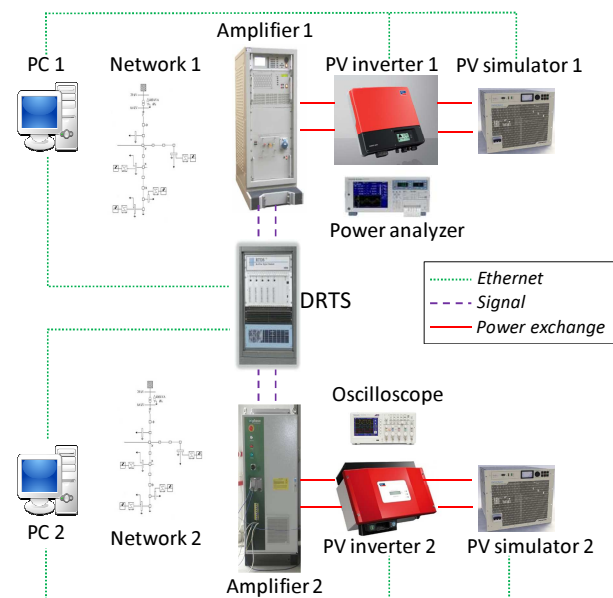 Amplifier 1
PC 1
Network 1
PV inverter 1
PV simulator 1
Power analyzer
DRTS
Ethernet
Signal
Power exchange
Oscilloscope
PC 2
Network 2
Amplifier 2
PV inverter 2
PV simulator 2